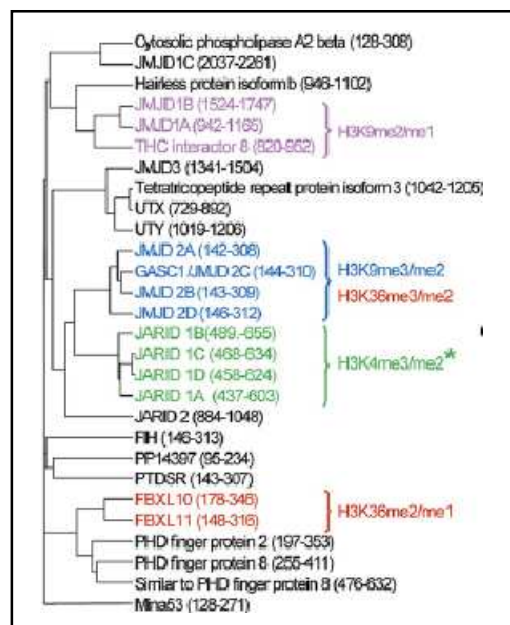 Cytosolic phospholipase A2 beta (128-308)
JMJD1C (2037-2261)
Hairless protein isoform b (946-1102)
JMJD1B (1524-1747)
JMJD1A (942-1166)
THC interactor 8 (820-952)
H3K9me2/me1
JMJD3 (1341-1504)
Tetratricopeptide repeat protein isoform 3 (1042-1205)
UTX (729-892)
UTY (1019-1206)
JMJD 2A (142-308)
GASC1/JMJD 2C (144-310)
JMJD 2B (143-309)
JMJD 2D (146-312)
H3K9me3/me2
H3K36me3/me2
JARID 1B(489.-655)
JARID 1C (468-634)
JARID 1D (458-624)
JARID 1A (437-603)
H3K4me3/me2*
JARID 2 (884-1048)
FIH (146-313)
PP14397 (95-234)
PTDSR (143-307)
FBXL10 (178-346)
FBXL11 (148-316)
H3K36me2/me1
PHD finger protein 2 (197-353)
PHD finger protein 8 (255-411)
Similar to PHD finger protein 8 (476-632)
Mina53 (128-271)